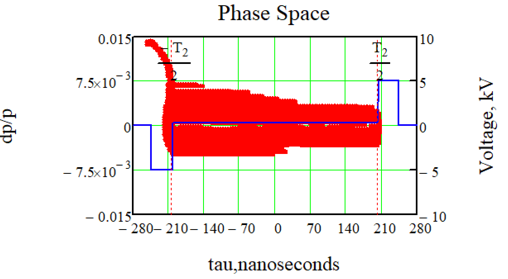 Phase Space
0.015
7.5×10⁻³
0
−7.5×10⁻³
−0.015
dp/p
−T₂
2
T₂
2
10
5
0
−5
−10
Voltage, kV
−280 −210 −140 −70 0 70 140 210 280
tau,nanoseconds